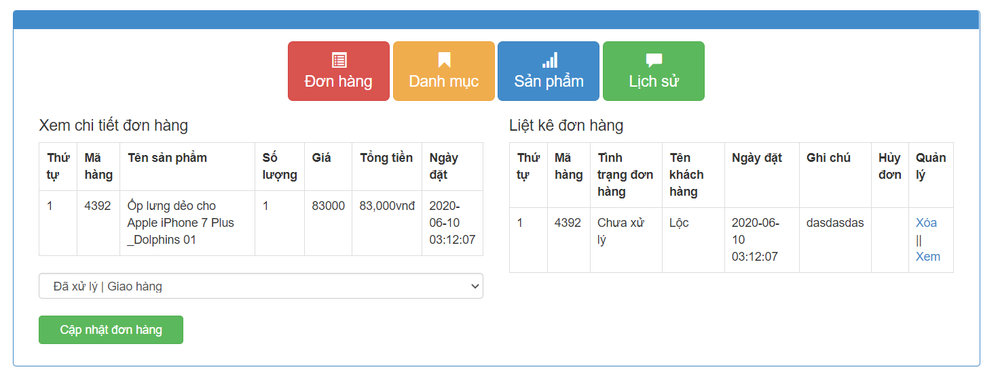 Đơn hàng
Danh mục
Sản phẩm
Lịch sử
Xem chi tiết đơn hàng
Thứ tự
Mã hàng
Tên sản phẩm
Số lượng
Giá
Tổng tiền
Ngày đặt
1
4392
Ốp lưng dẻo cho
Apple iPhone 7 Plus
_Dolphins 01
1
83000
83,000vnđ
2020-
06-10
03:12:07
Đã xử lý | Giao hàng
Cập nhật đơn hàng
Liệt kê đơn hàng
Thứ tự
Mã hàng
Tình trạng đơn hàng
Tên khách hàng
Ngày đặt
Ghi chú
Hủy đơn
Quản lý
1
4392
Chưa xử lý
Lộc
2020-06-
10
03:12:07
dasdasdas
Xóa
||
Xem